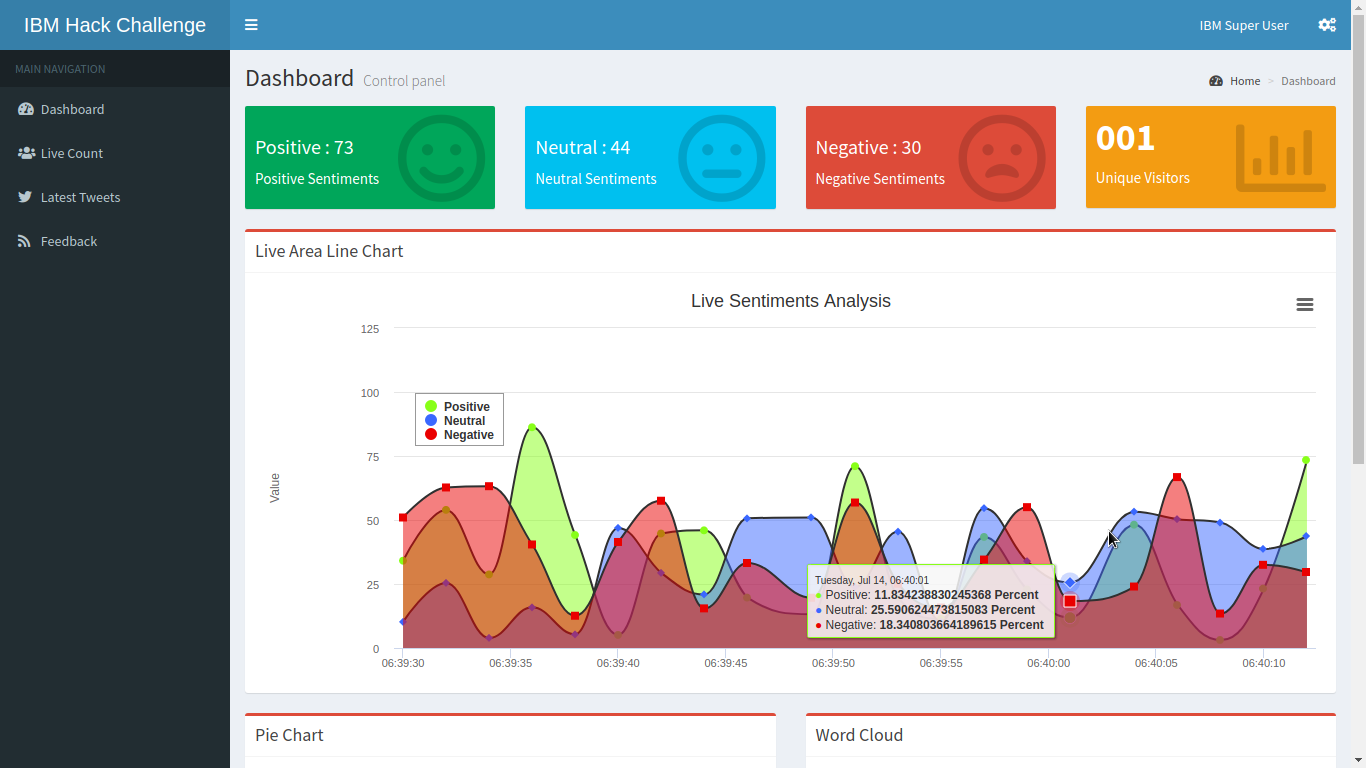 IBM Hack Challenge
IBM Super User
MAIN NAVIGATION
Dashboard
Live Count
Latest Tweets
Feedback
Dashboard Control panel
Home > Dashboard
Positive : 73
Positive Sentiments
Neutral : 44
Neutral Sentiments
Negative : 30
Negative Sentiments
001
Unique Visitors
Live Area Line Chart
Live Sentiments Analysis
Value
125
100
75
50
25
0
Positive
Neutral
Negative
Tuesday, Jul 14, 06:40:01
Positive: 11.834238830245368 Percent
Neutral: 25.590624473815083 Percent
Negative: 18.340803664189615 Percent
06:39:30 06:39:35 06:39:40 06:39:45 06:39:50 06:39:55 06:40:00 06:40:05 06:40:10
Pie Chart
Word Cloud